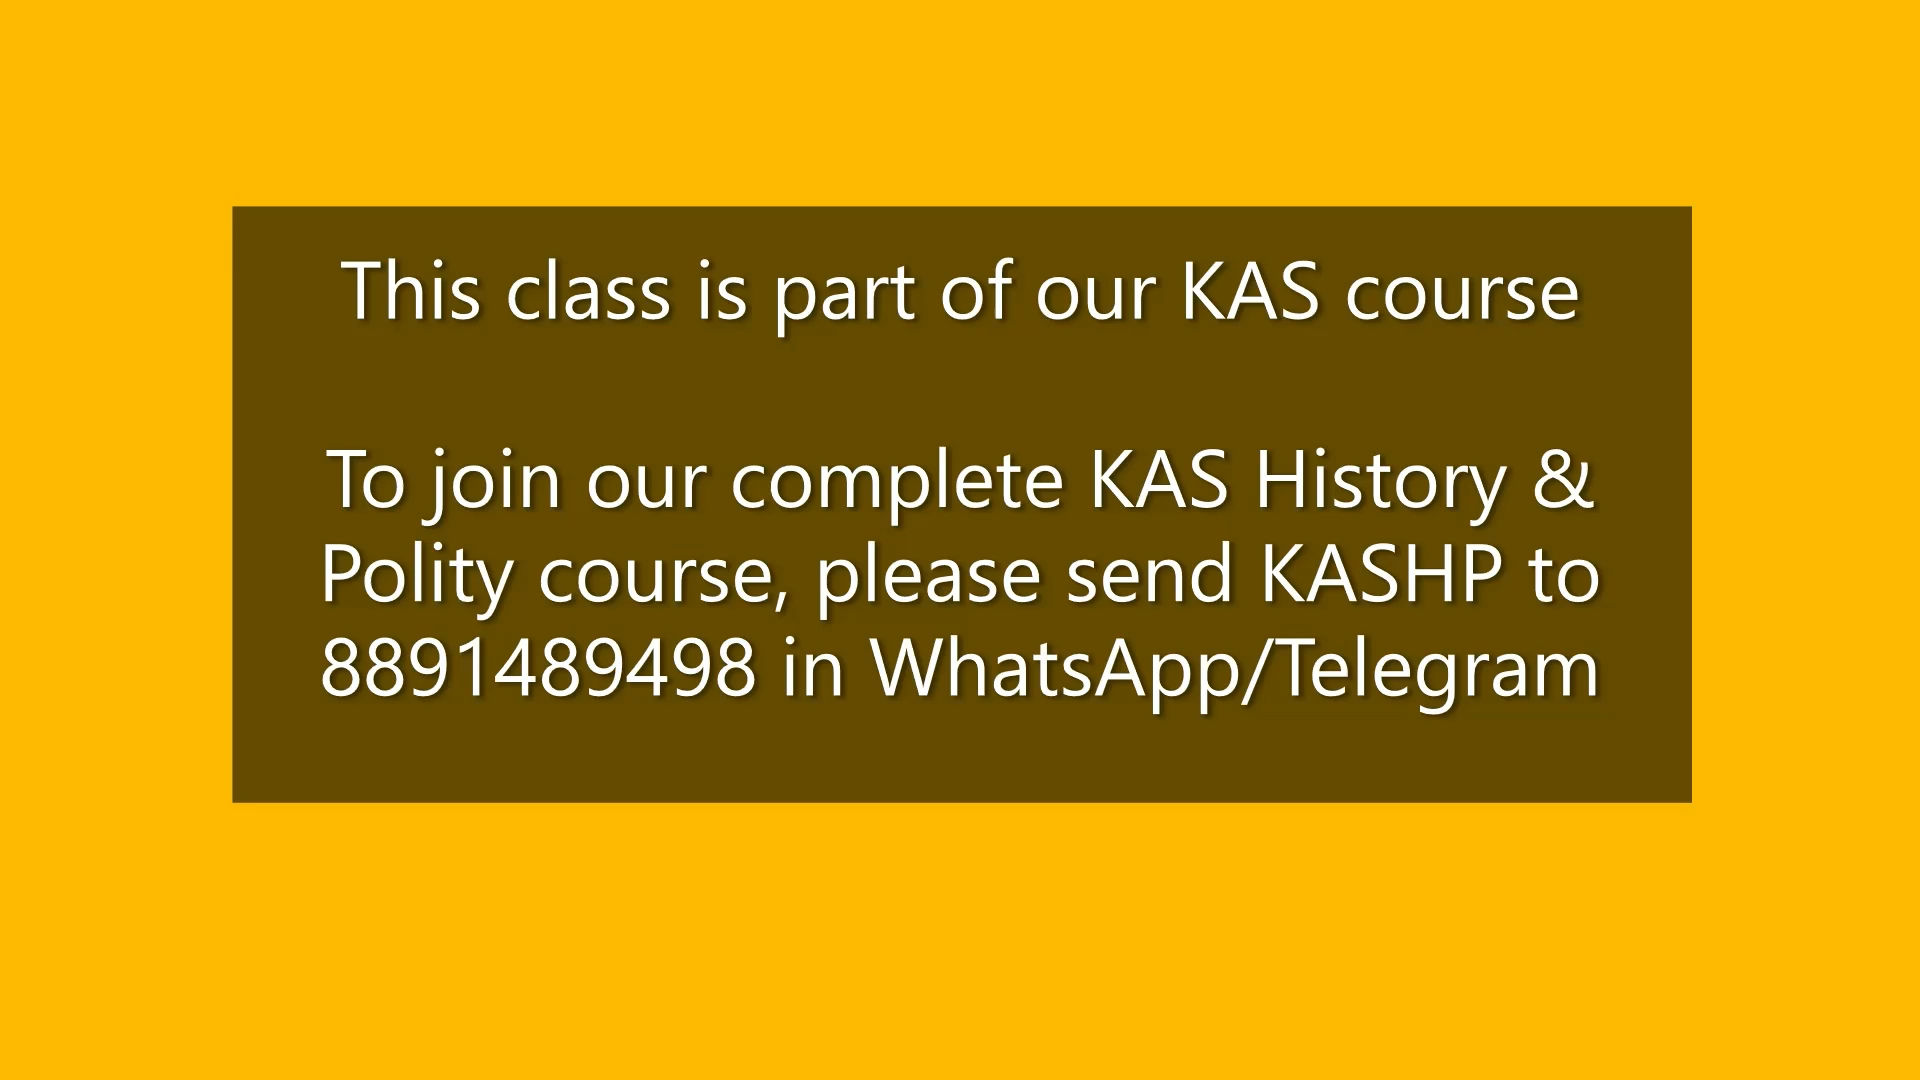 This class is part of our KAS course
To join our complete KAS History &
Polity course, please send KASHP to
8891489498 in WhatsApp/Telegram